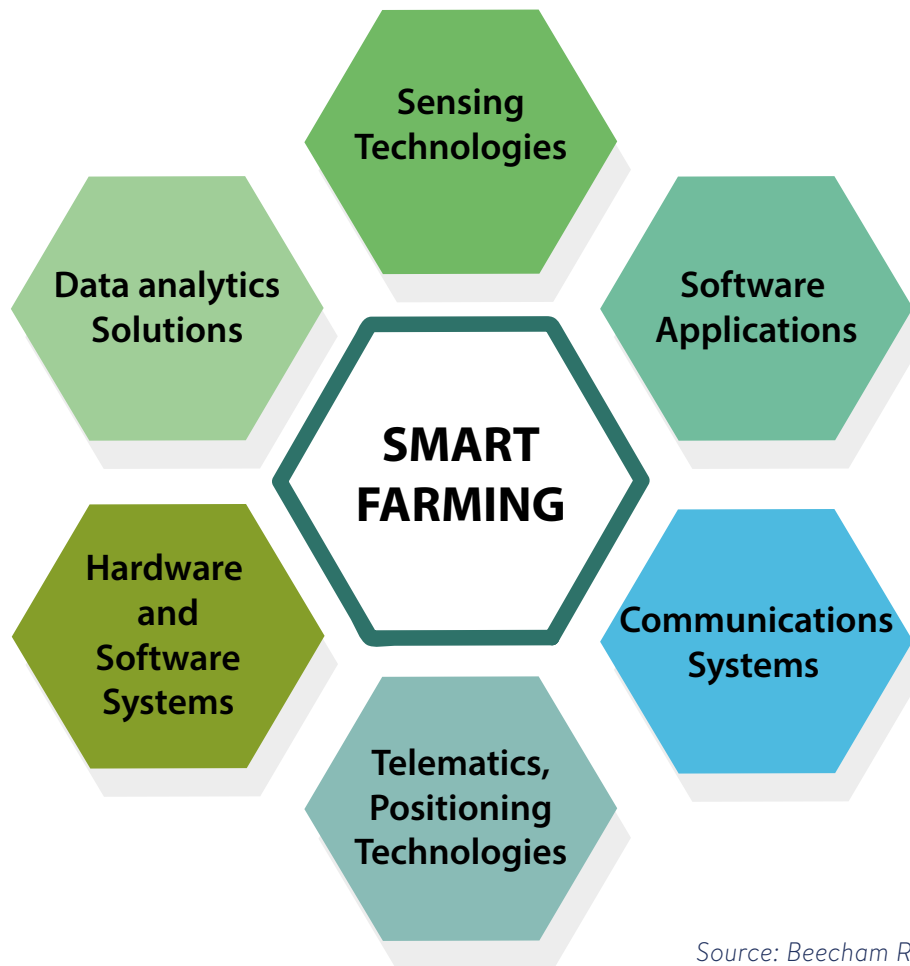 Sensing
Technologies
Data analytics
Solutions
Software
Applications
SMART
FARMING
Hardware
and
Software
Systems
Communications
Systems
Telematics,
Positioning
Technologies
Source: Beecham R